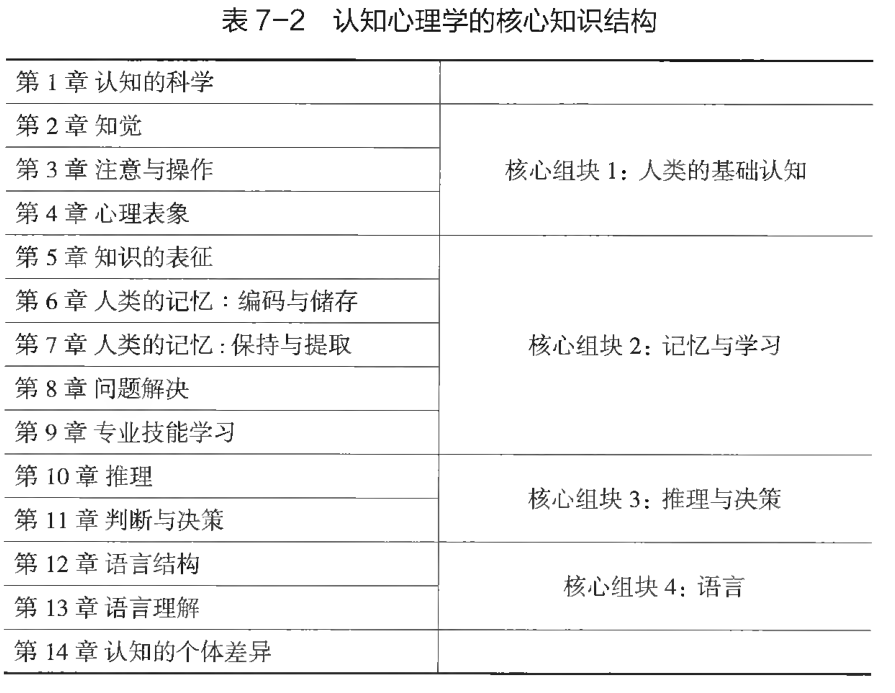 表 7-2 认知心理学的核心知识结构
第 1 章 认知的科学
第 2 章 知觉
第 3 章 注意与操作
核心组块 1：人类的基础认知
第 4 章 心理表象
第 5 章 知识的表征
第 6 章 人类的记忆：编码与储存
第 7 章 人类的记忆：保持与提取
核心组块 2：记忆与学习
第 8 章 问题解决
第 9 章 专业技能学习
第 10 章 推理
核心组块 3：推理与决策
第 11 章 判断与决策
第 12 章 语言结构
核心组块 4：语言
第 13 章 语言理解
第 14 章 认知的个体差异